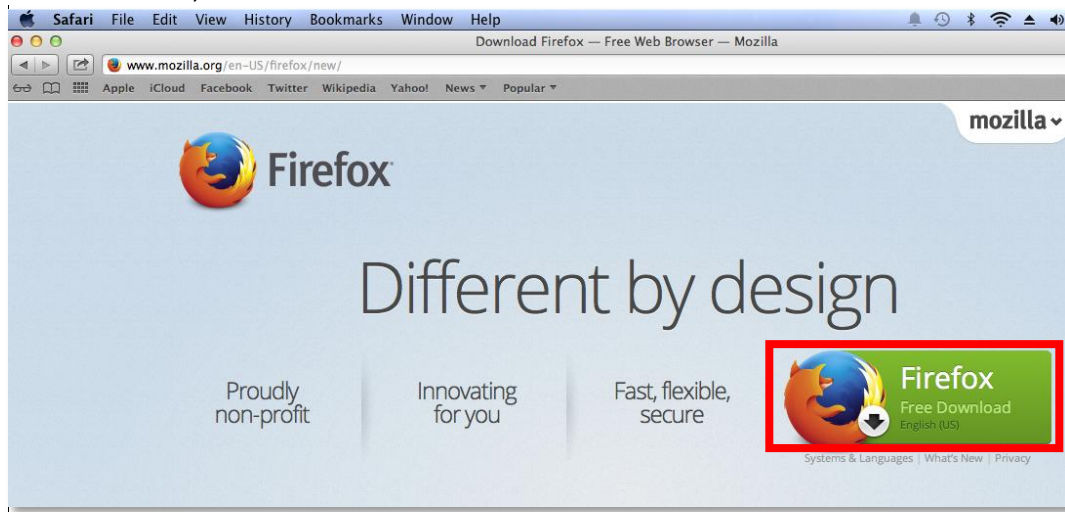 Safari File Edit View History Bookmarks Window Help
Download Firefox — Free Web Browser — Mozilla
www.mozilla.org/en-US/firefox/new/
Apple iCloud Facebook Twitter Wikipedia Yahoo! News Popular
mozilla
Firefox
Different by design
Proudly
non-profit
Innovating
for you
Fast, flexible,
secure
Firefox
Free Download
English (US)
Systems & Languages | What's New | Privacy